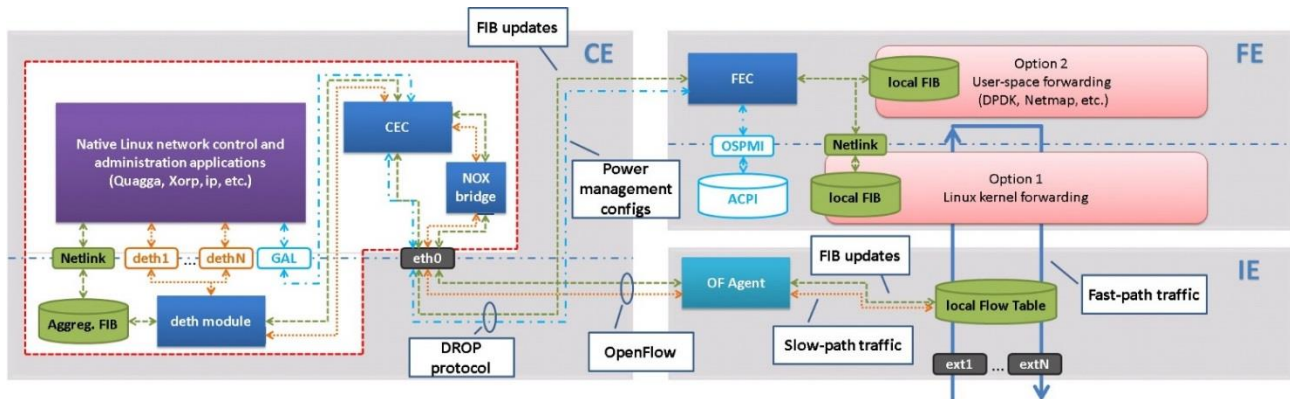 FIB updates
CE
Native Linux network control and
administration applications
(Quagga, Xorp, ip, etc.)
CEC
NOX
bridge
Netlink
deth1
...
dethN
GAL
eth0
Aggreg. FIB
deth module
DROP
protocol
OpenFlow
Power
management
configs
FE
FEC
local FIB
Option 2
User-space forwarding
(DPDK, Netmap, etc.)
OSPMI
Netlink
ACPI
local FIB
Option 1
Linux kernel forwarding
IE
OF Agent
FIB updates
Slow-path traffic
local Flow Table
Fast-path traffic
ext1
...
extN